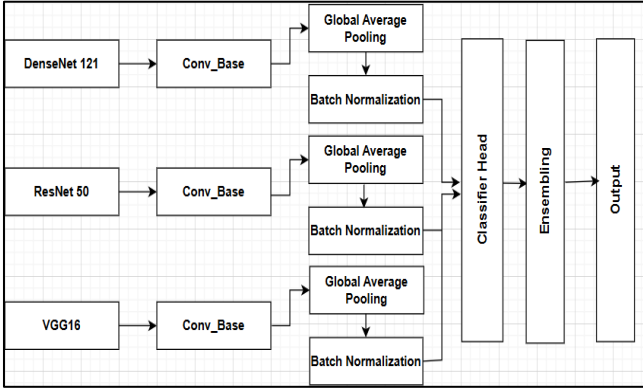 DenseNet 121
Conv_Base
Global Average
Pooling
Batch Normalization
ResNet 50
Conv_Base
Global Average
Pooling
Batch Normalization
VGG16
Conv_Base
Global Average
Pooling
Batch Normalization
Classifier Head
Ensembling
Output